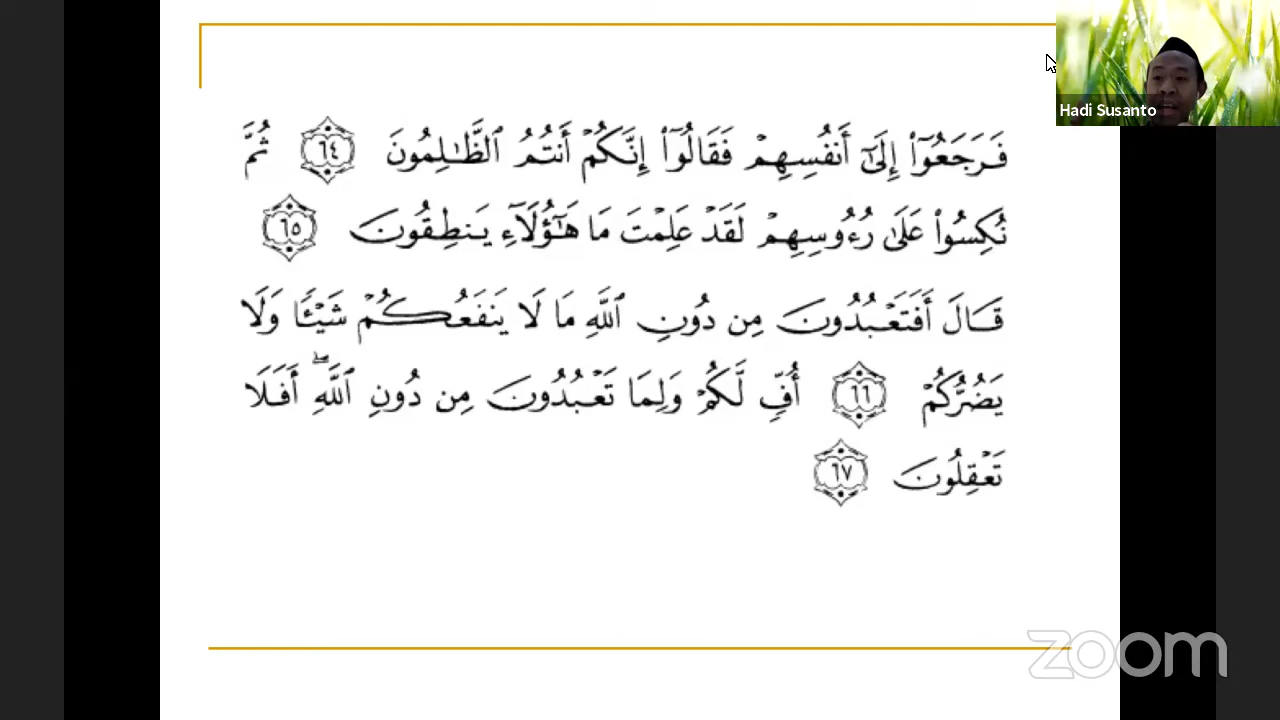 Hadi Susanto
فَرَجَعُوٓا۟ إِلَىٰٓ أَنفُسِهِمْ فَقَالُوٓا۟ إِنَّكُمْ أَنتُمُ ٱلظَّـٰلِمُونَ ٦٤ ثُمَّ
نُكِسُوا۟ عَلَىٰ رُءُوسِهِمْ لَقَدْ عَلِمْتَ مَا هَـٰٓؤُلَآءِ يَنطِقُونَ ٦٥
قَالَ أَفَتَعْبُدُونَ مِن دُونِ ٱللَّهِ مَا لَا يَنفَعُكُمْ شَيْـًٔا وَلَا
يَضُرُّكُمْ ٦٦ أُفٍّ لَّكُمْ وَلِمَا تَعْبُدُونَ مِن دُونِ ٱللَّهِ ۖ أَفَلَا
تَعْقِلُونَ ٦٧
zoom